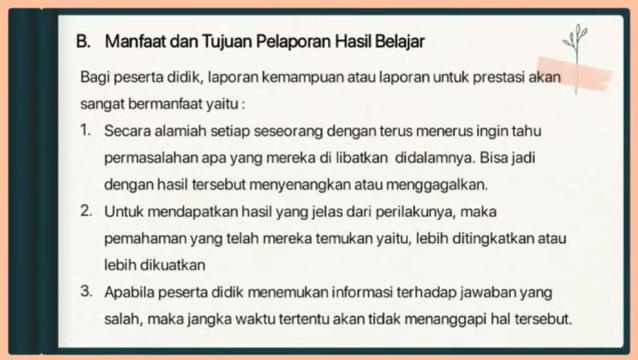 B. Manfaat dan Tujuan Pelaporan Hasil Belajar
Bagi peserta didik, laporan kemampuan atau laporan untuk prestasi akan
sangat bermanfaat yaitu :
1. Secara alamiah setiap seseorang dengan terus menerus ingin tahu
permasalahan apa yang mereka di libatkan didalamnya. Bisa jadi
dengan hasil tersebut menyenangkan atau menggagalkan.
2. Untuk mendapatkan hasil yang jelas dari perilakunya, maka
pemahaman yang telah mereka temukan yaitu, lebih ditingkatkan atau
lebih dikuatkan
3. Apabila peserta didik menemukan informasi terhadap jawaban yang
salah, maka jangka waktu tertentu akan tidak menanggapi hal tersebut.